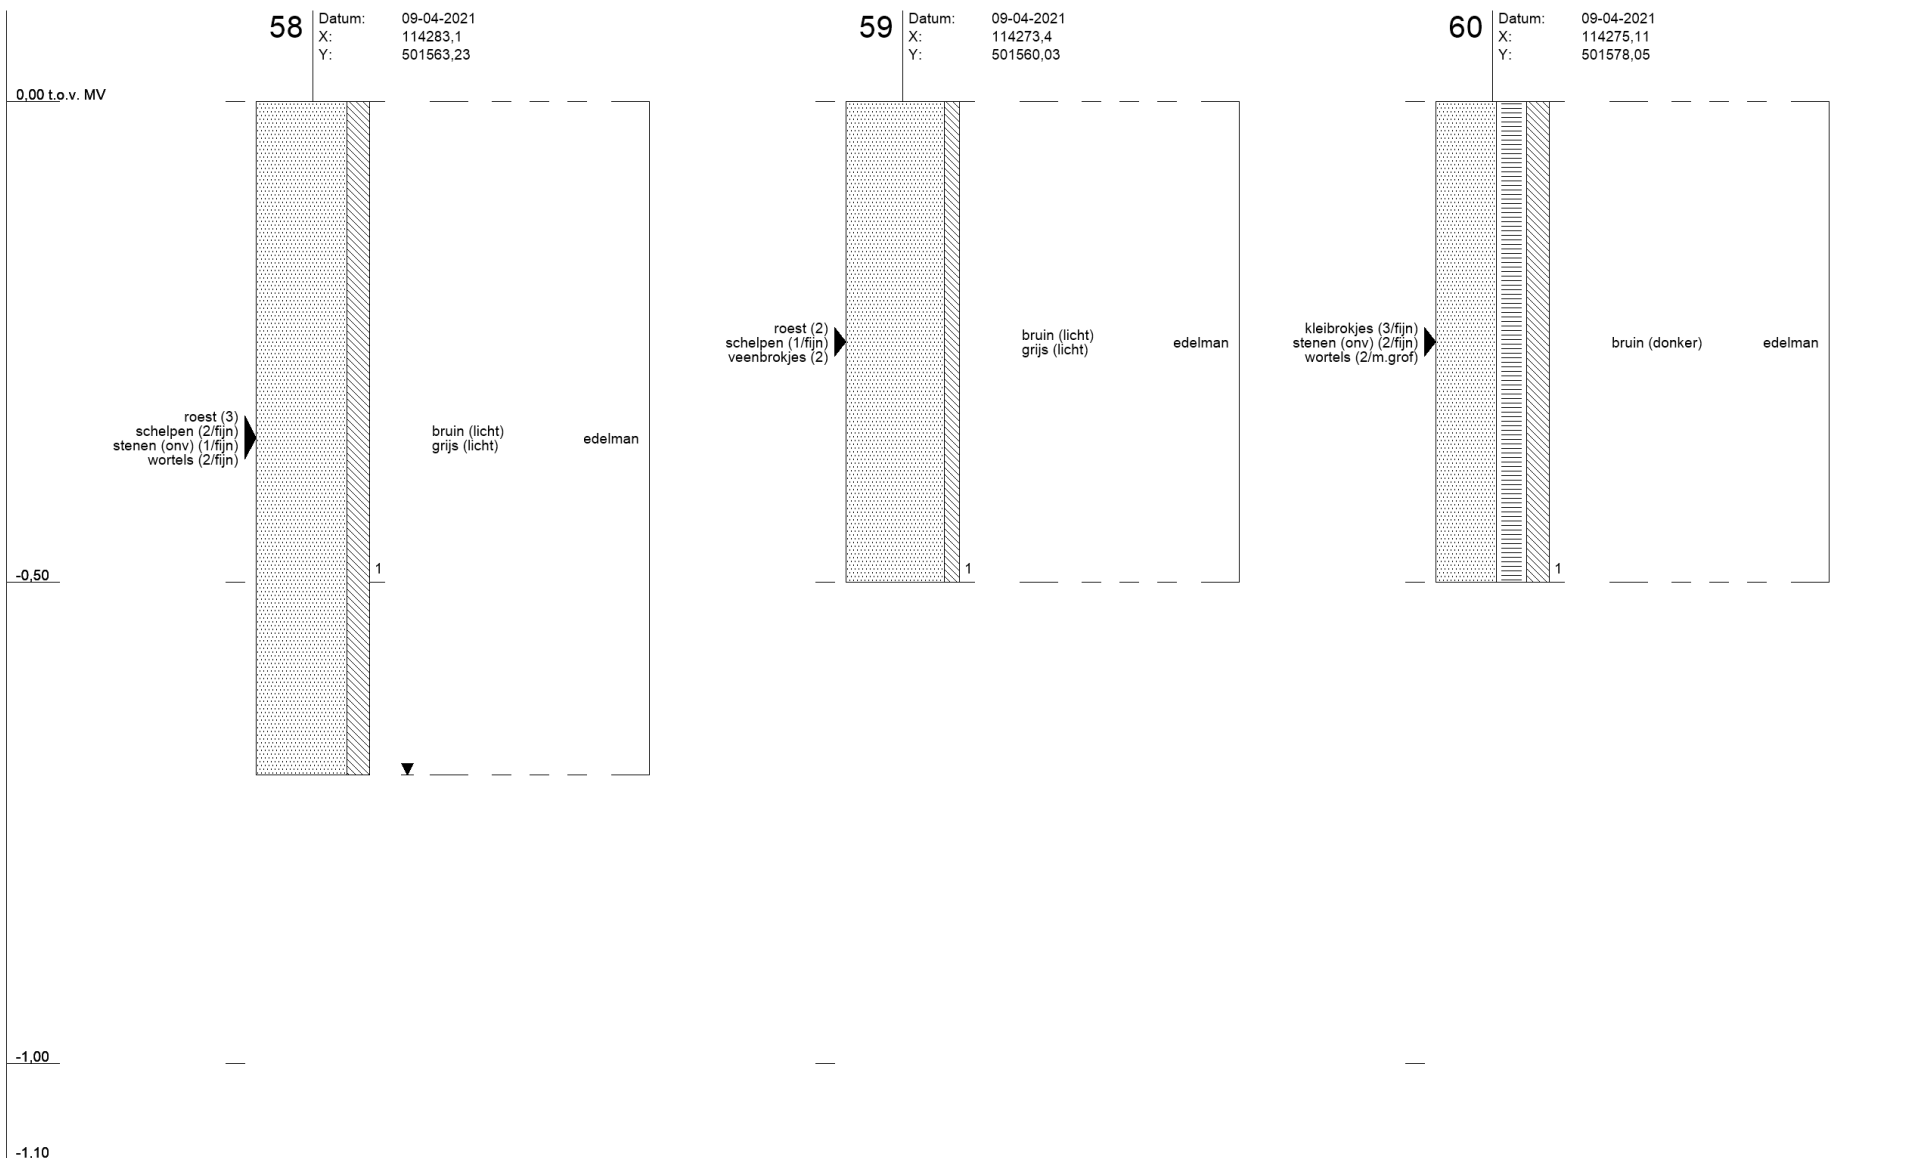 58
Datum: 09-04-2021
X: 114283,1
Y: 501563,23
59
Datum: 09-04-2021
X: 114273,4
Y: 501560,03
60
Datum: 09-04-2021
X: 114275,11
Y: 501578,05
0,00 t.o.v. MV
-0,50
-1,00
-1,10
roest (3)
schelpen (2/fijn)
stenen (onv) (1/fijn)
wortels (2/fijn)
bruin (licht)
grijs (licht)
edelman
1
roest (2)
schelpen (1/fijn)
veenbrokjes (2)
bruin (licht)
grijs (licht)
edelman
1
kleibrokjes (3/fijn)
stenen (onv) (2/fijn)
wortels (2/m.grof)
bruin (donker)
edelman
1